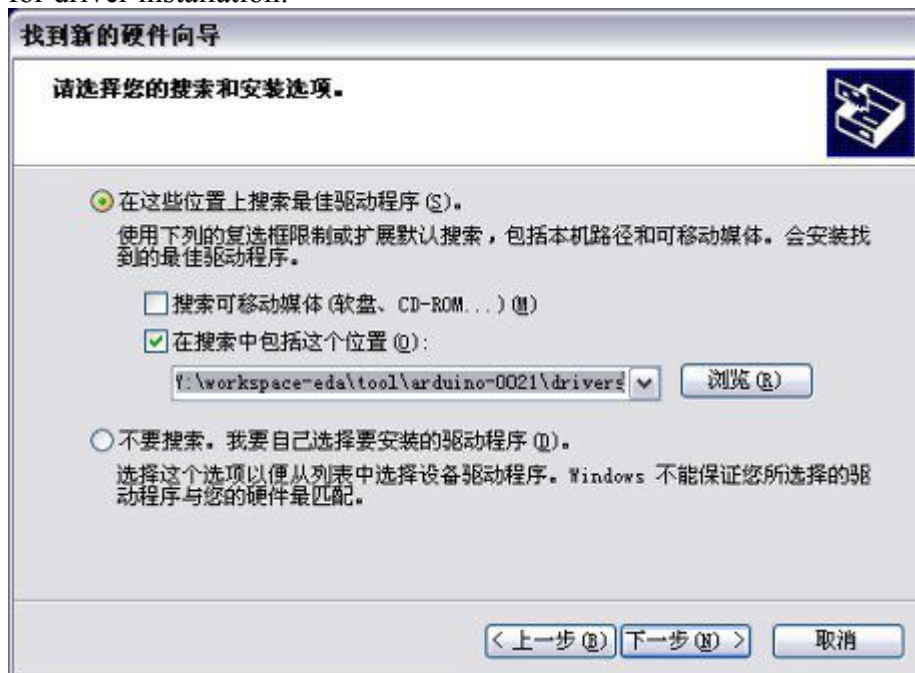 for driver installation.
找到新的硬件向导
请选择您的搜索和安装选项。
在这些位置上搜索最佳驱动程序(S)。
使用下列的复选框限制或扩展默认搜索，包括本机路径和可移动媒体。会安装找
到的最佳驱动程序。
搜索可移动媒体(软盘、CD-ROM...)(M)
在搜索中包括这个位置(O):
Y:\workspace-eda\tool\arduino-0021\drivers
浏览(R)
不要搜索。我要自己选择要安装的驱动程序(D)。
选择这个选项以便从列表中选择设备驱动程序。Windows 不能保证您所选择的驱
动程序与您的硬件最匹配。
< 上一步(B)
下一步(N) >
取消